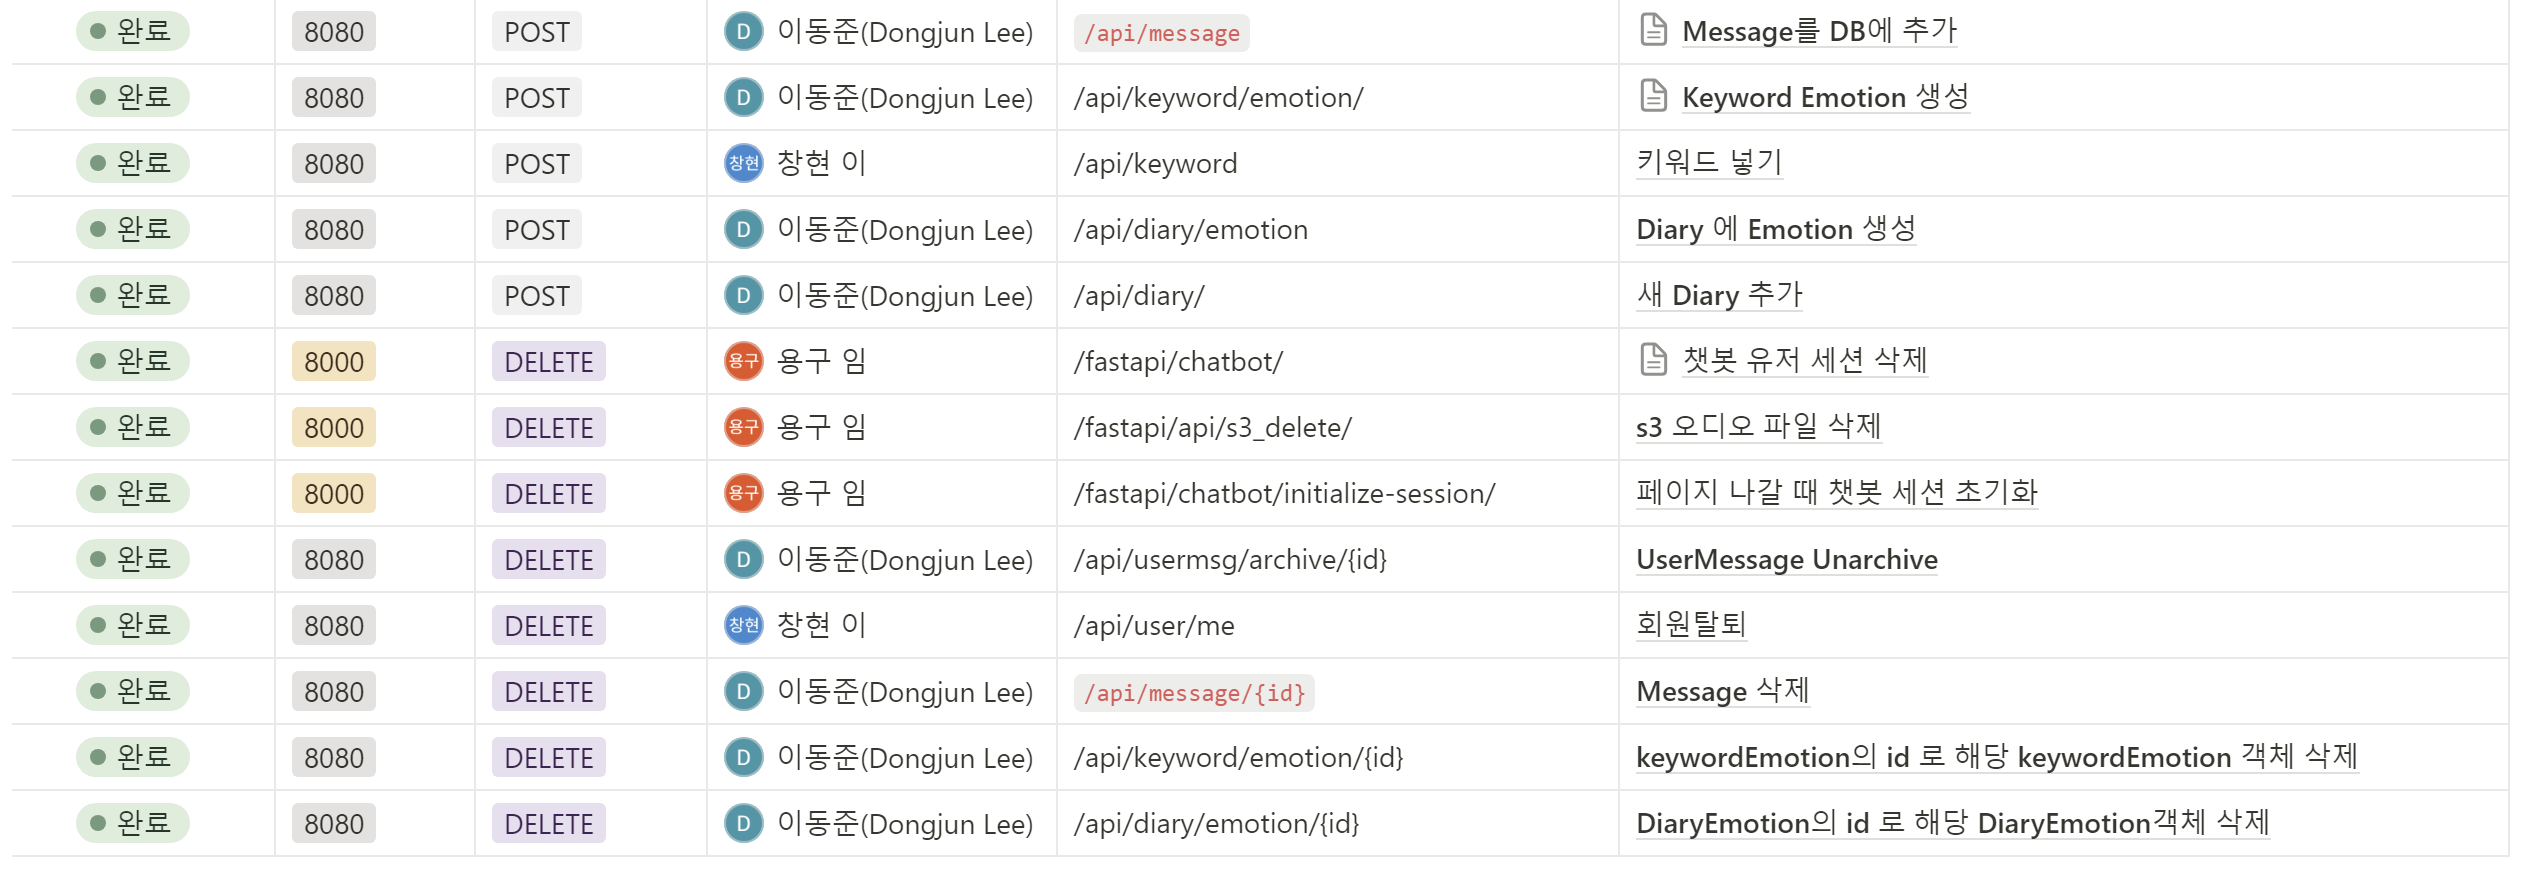 완료 8080 POST D 이동준(Dongjun Lee) /api/message Message를 DB에 추가
완료 8080 POST D 이동준(Dongjun Lee) /api/keyword/emotion/ Keyword Emotion 생성
완료 8080 POST 창현 창현 이 /api/keyword 키워드 넣기
완료 8080 POST D 이동준(Dongjun Lee) /api/diary/emotion Diary 에 Emotion 생성
완료 8080 POST D 이동준(Dongjun Lee) /api/diary/ 새 Diary 추가
완료 8000 DELETE 용구 용구 임 /fastapi/chatbot/ 챗봇 유저 세션 삭제
완료 8000 DELETE 용구 용구 임 /fastapi/api/s3_delete/ s3 오디오 파일 삭제
완료 8000 DELETE 용구 용구 임 /fastapi/chatbot/initialize-session/ 페이지 나갈 때 챗봇 세션 초기화
완료 8080 DELETE D 이동준(Dongjun Lee) /api/usermsg/archive/{id} UserMessage Unarchive
완료 8080 DELETE 창현 창현 이 /api/user/me 회원탈퇴
완료 8080 DELETE D 이동준(Dongjun Lee) /api/message/{id} Message 삭제
완료 8080 DELETE D 이동준(Dongjun Lee) /api/keyword/emotion/{id} keywordEmotion의 id 로 해당 keywordEmotion 객체 삭제
완료 8080 DELETE D 이동준(Dongjun Lee) /api/diary/emotion/{id} DiaryEmotion의 id 로 해당 DiaryEmotion객체 삭제